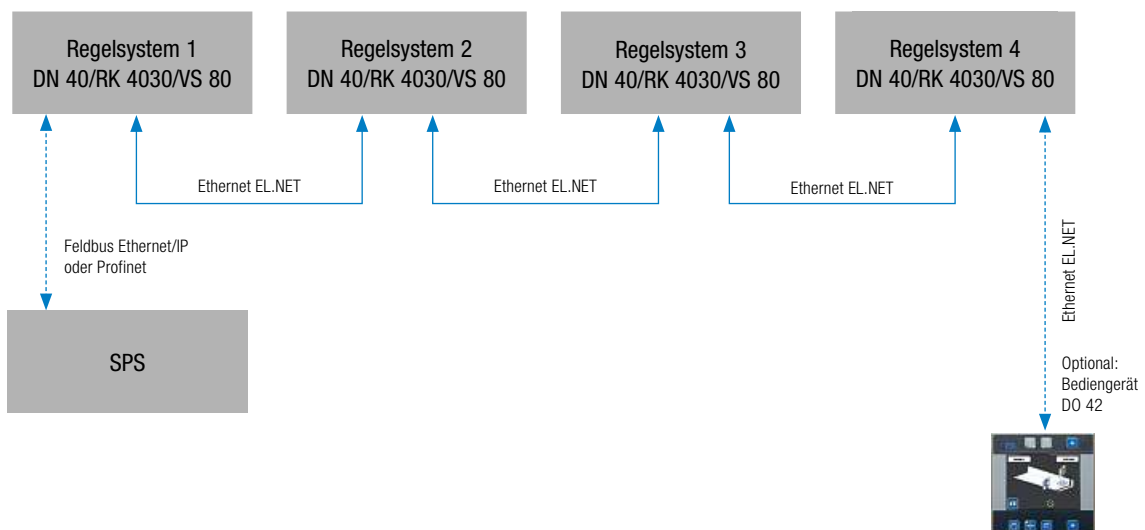 Regelsystem 1
DN 40/RK 4030/VS 80
Regelsystem 2
DN 40/RK 4030/VS 80
Regelsystem 3
DN 40/RK 4030/VS 80
Regelsystem 4
DN 40/RK 4030/VS 80
Ethernet EL.NET
Ethernet EL.NET
Ethernet EL.NET
Feldbus Ethernet/IP
oder Profinet
Ethernet EL.NET
SPS
Optional:
Bediengerät
DO 42